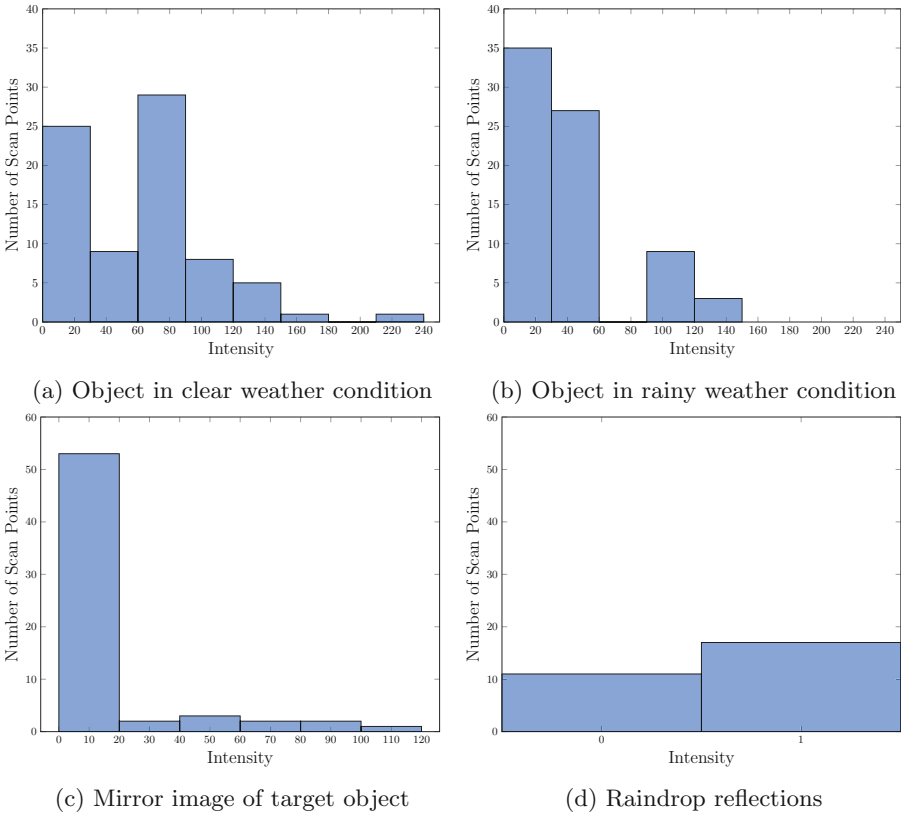 40
35
30
25
20
15
10
5
0
Number of Scan Points
0 20 40 60 80 100 120 140 160 180 200 220 240
Intensity
(a) Object in clear weather condition
40
35
30
25
20
15
10
5
0
Number of Scan Points
0 20 40 60 80 100 120 140 160 180 200 220 240
Intensity
(b) Object in rainy weather condition
60
50
40
30
20
10
0
Number of Scan Points
0 10 20 30 40 50 60 70 80 90 100 110 120
Intensity
(c) Mirror image of target object
60
50
40
30
20
10
0
Number of Scan Points
0 1
Intensity
(d) Raindrop reflections